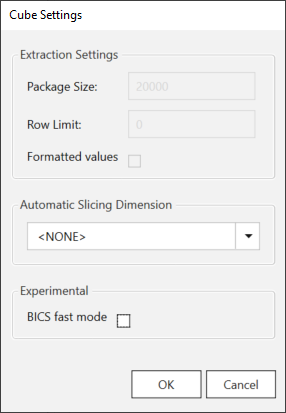 Cube Settings
Extraction Settings
Package Size: 20000
Row Limit: 0
Formatted values
Automatic Slicing Dimension
<NONE>
Experimental
BICS fast mode
OK Cancel